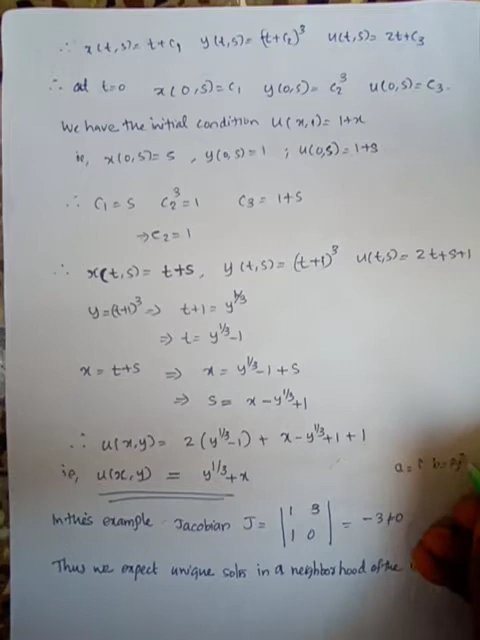 ∴ x(t,s) = t+c₁ y(t,s) = (t+c₂)³ u(t,s) = 2t+c₃
∴ at t=0 x(0,s)=c₁ y(0,s) = c₂³ u(0,s)=c₃.
We have the initial condition u(x,1)=1+x
ie, x(0,s)=s , y(0,s)=1 ; u(0,s)=1+s
∴ c₁=s c₂³=1 c₃ = 1+s
→c₂=1
∴ x(t,s) = t+s, y(t,s) = (t+1)³ u(t,s) = 2t+s+1
y=(t+1)³ ⇒ t+1 = y^1/3
⇒ t = y^1/3-1
x = t+s ⇒ x = y^1/3-1+s
⇒ s = x-y^1/3+1
∴ u(x,y) = 2(y^1/3-1) + x-y^1/3+1+1
ie, u(x,y) = y^1/3+x
a=1 b=
In this example Jacobian J = |1 3; 1 0| = -3≠0
Thus we expect unique soln in a neighborhood of the